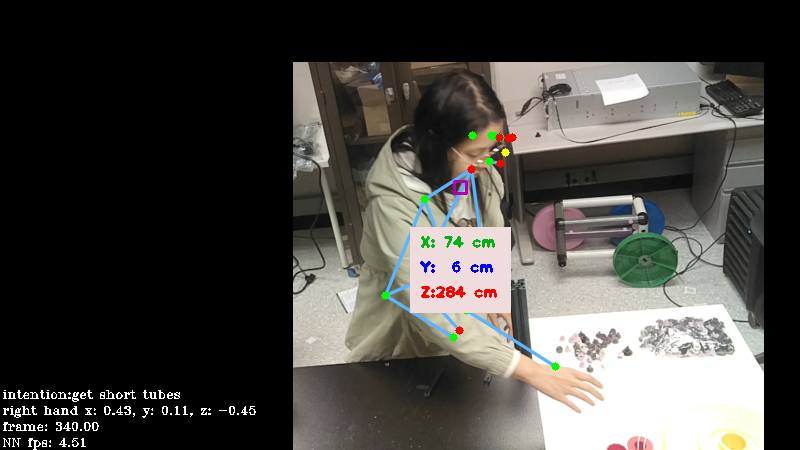 X: 74 cm
Y: 6 cm
Z:284 cm
intention:get short tubes
right hand x: 0.43, y: 0.11, z: −0.45
frame: 340.00
NN fps: 4.51